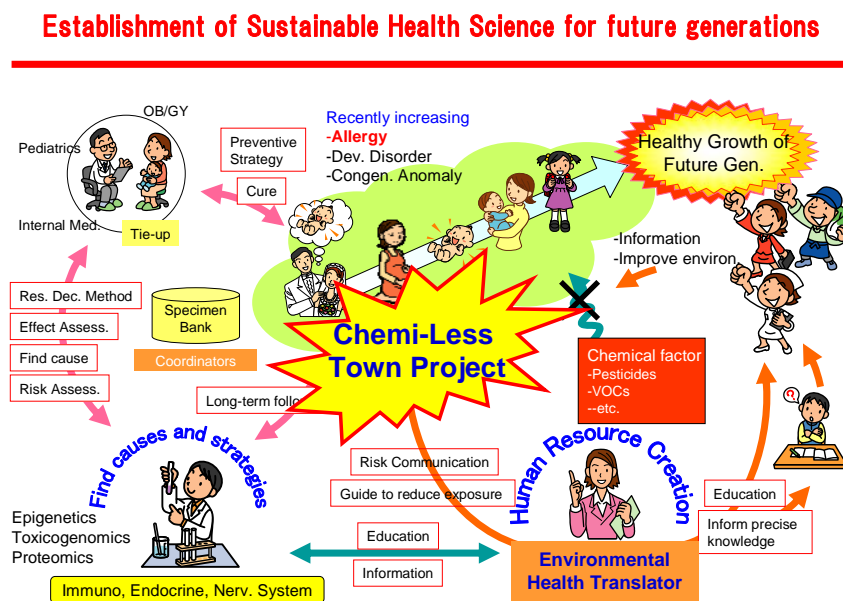 Establishment of Sustainable Health Science for future generations
OB/GY
Pediatrics
Internal Med.
Tie-up
Preventive
Strategy
Cure
Recently increasing
-Allergy
-Dev. Disorder
-Congen. Anomaly
Healthy Growth of
Future Gen.
-Information
-Improve environ.
Res. Dec. Method
Effect Assess.
Find cause
Risk Assess.
Specimen
Bank
Coordinators
Chemi-Less
Town Project
Chemical factor
-Pesticides
-VOCs
--etc.
Long-term follo
Find causes and strategies
Risk Communication
Guide to reduce exposure
Human Resource Creation
?
Epigenetics
Toxicogenomics
Proteomics
Education
Information
Education
Inform precise
knowledge
Immuno, Endocrine, Nerv. System
Environmental
Health Translator